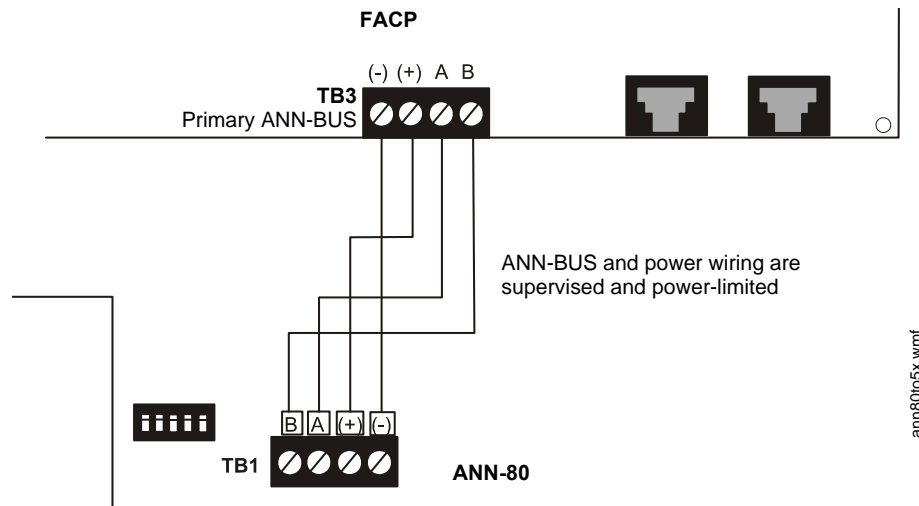 FACP
(-) (+) A B
TB3
Primary ANN-BUS
ANN-BUS and power wiring are
supervised and power-limited
ann80to5x.wmf
B A (+) (-)
TB1
ANN-80